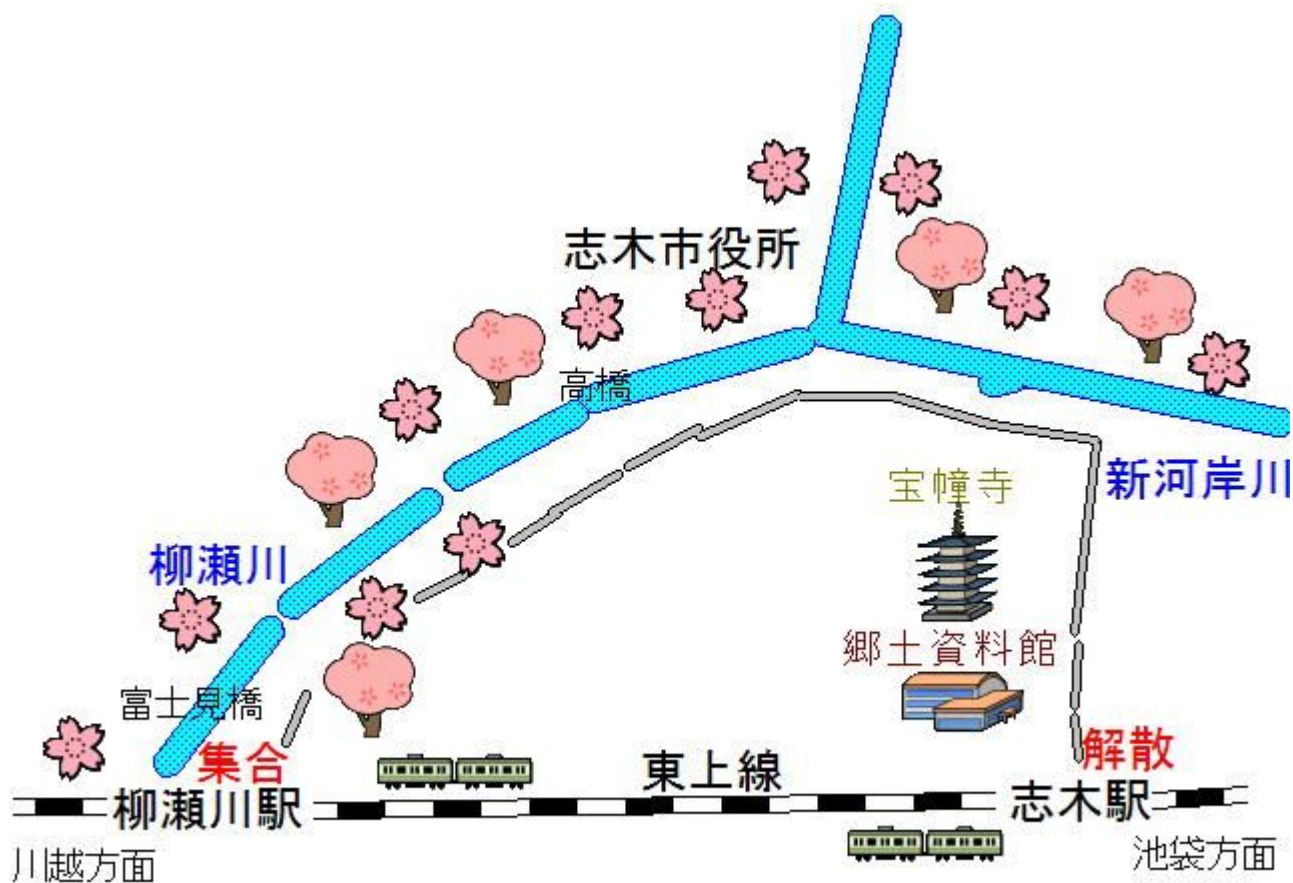 志木市役所
高橋
宝幢寺
新河岸川
柳瀬川
郷土資料館
富士見橋
集合
解散
東上線
柳瀬川駅
志木駅
川越方面
池袋方面